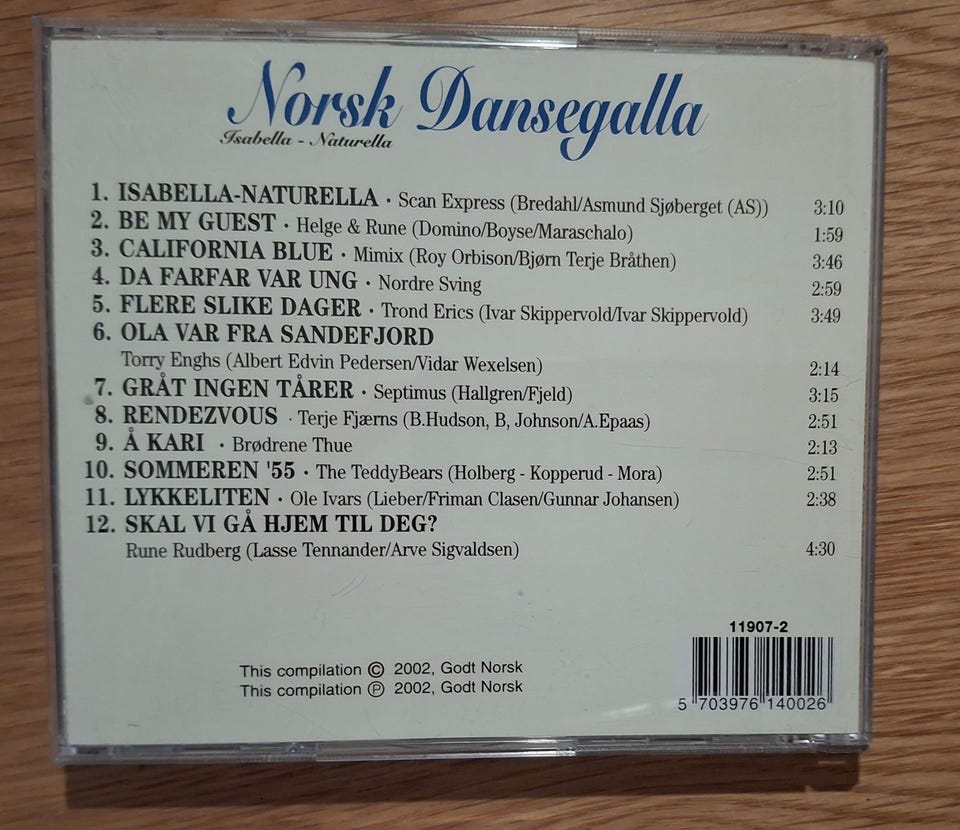 Norsk Dansegalla
Isabella - Naturella
1. ISABELLA-NATURELLA · Scan Express (Bredahl/Asmund Sjøberget (AS)) 3:10
2. BE MY GUEST · Helge & Rune (Domino/Boyse/Maraschalo) 1:59
3. CALIFORNIA BLUE · Mimix (Roy Orbison/Bjørn Terje Bråthen) 3:46
4. DA FARFAR VAR UNG · Nordre Sving 2:59
5. FLERE SLIKE DAGER · Trond Erics (Ivar Skippervold/Ivar Skippervold) 3:49
6. OLA VAR FRA SANDEFJORD
Torry Enghs (Albert Edvin Pedersen/Vidar Wexelsen) 2:14
7. GRÅT INGEN TÅRER · Septimus (Hallgren/Fjeld) 3:15
8. RENDEZVOUS · Terje Fjærns (B.Hudson, B, Johnson/A.Epaas) 2:51
9. Å KARI · Brødrene Thue 2:13
10. SOMMEREN '55 · The TeddyBears (Holberg - Kopperud - Mora) 2:51
11. LYKKELITEN · Ole Ivars (Lieber/Friman Clasen/Gunnar Johansen) 2:38
12. SKAL VI GÅ HJEM TIL DEG?
Rune Rudberg (Lasse Tennander/Arve Sigvaldsen) 4:30
11907-2
This compilation © 2002, Godt Norsk
This compilation ℗ 2002, Godt Norsk
5 703976 140026